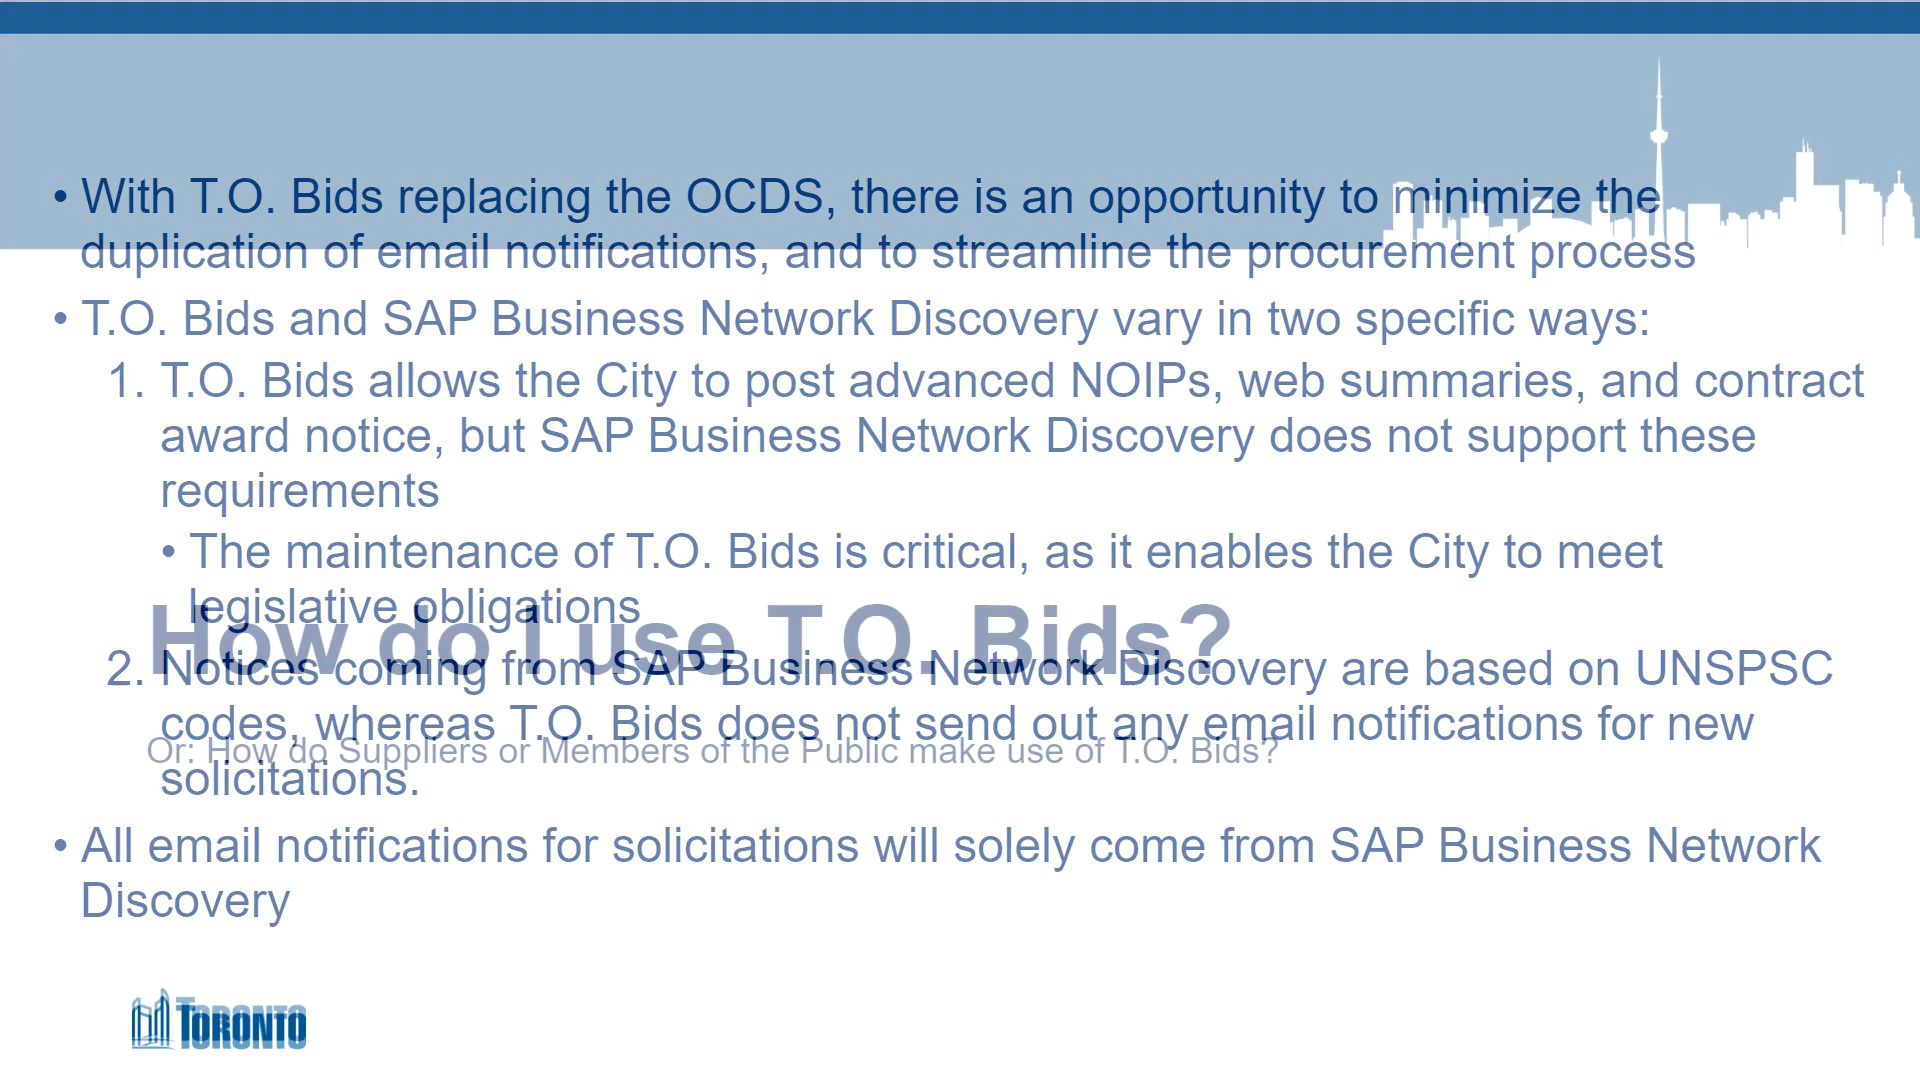 • With T.O. Bids replacing the OCDS, there is an opportunity to minimize the
duplication of email notifications, and to streamline the procurement process
• T.O. Bids and SAP Business Network Discovery vary in two specific ways:
1. T.O. Bids allows the City to post advanced NOIPs, web summaries, and contract
award notice, but SAP Business Network Discovery does not support these
requirements
• The maintenance of T.O. Bids is critical, as it enables the City to meet
legislative obligations
How do I use T.O. Bids?
2. Notices coming from SAP Business Network Discovery are based on UNSPSC
codes, whereas T.O. Bids does not send out any email notifications for new
Or: How do Suppliers or Members of the Public make use of T.O. Bids?
solicitations.
• All email notifications for solicitations will solely come from SAP Business Network
Discovery
TORONTO